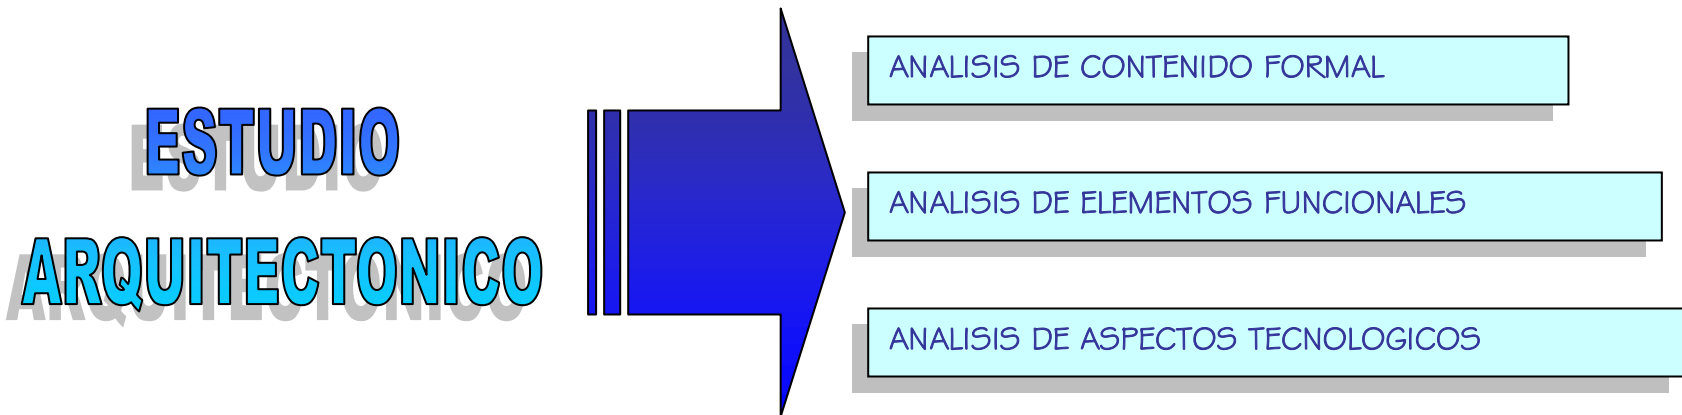 ESTUDIO
ARQUITECTONICO
ANALISIS DE CONTENIDO FORMAL
ANALISIS DE ELEMENTOS FUNCIONALES
ANALISIS DE ASPECTOS TECNOLOGICOS